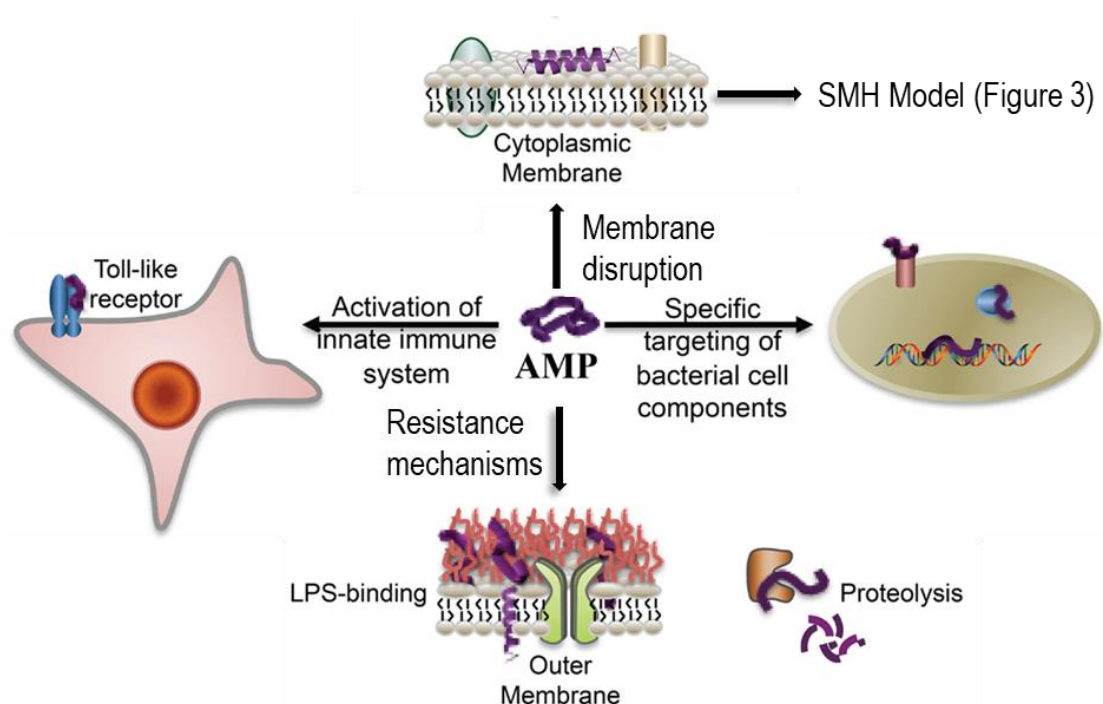 Cytoplasmic
Membrane
SMH Model (Figure 3)
Membrane
disruption
Toll-like
receptor
Activation of
innate immune
system
AMP
Specific
targeting of
bacterial cell
components
Resistance
mechanisms
LPS-binding
Outer
Membrane
Proteolysis